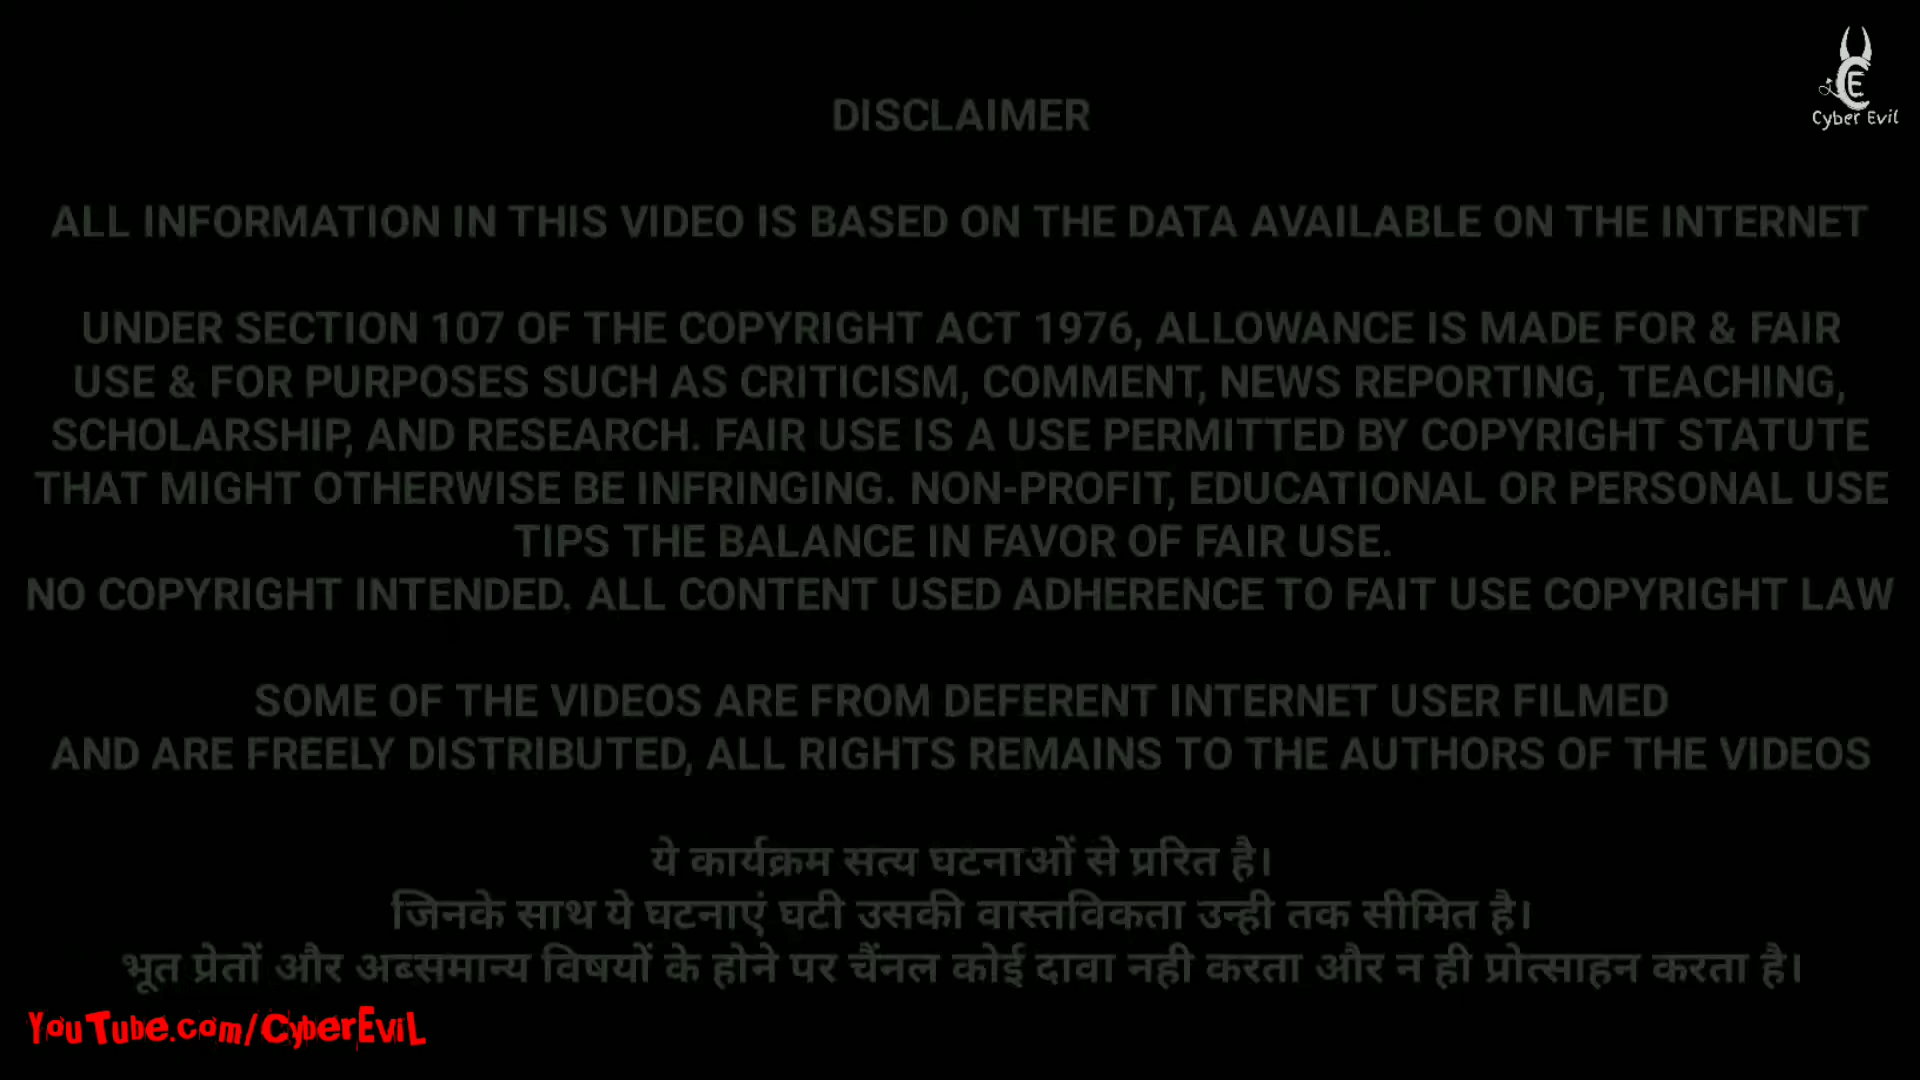 CE
Cyber Evil
DISCLAIMER
ALL INFORMATION IN THIS VIDEO IS BASED ON THE DATA AVAILABLE ON THE INTERNET
UNDER SECTION 107 OF THE COPYRIGHT ACT 1976, ALLOWANCE IS MADE FOR & FAIR
USE & FOR PURPOSES SUCH AS CRITICISM, COMMENT, NEWS REPORTING, TEACHING,
SCHOLARSHIP, AND RESEARCH. FAIR USE IS A USE PERMITTED BY COPYRIGHT STATUTE
THAT MIGHT OTHERWISE BE INFRINGING. NON-PROFIT, EDUCATIONAL OR PERSONAL USE
TIPS THE BALANCE IN FAVOR OF FAIR USE.
NO COPYRIGHT INTENDED. ALL CONTENT USED ADHERENCE TO FAIT USE COPYRIGHT LAW
SOME OF THE VIDEOS ARE FROM DEFERENT INTERNET USER FILMED
AND ARE FREELY DISTRIBUTED, ALL RIGHTS REMAINS TO THE AUTHORS OF THE VIDEOS
ये कार्यक्रम सत्य घटनाओं से प्ररित है।
जिनके साथ ये घटनाएं घटी उसकी वास्तविकता उन्ही तक सीमित है।
भूत प्रेतों और अब्समान्य विषयों के होने पर चैंनल कोई दावा नही करता और न ही प्रोत्साहन करता है।
YouTube.com/CyberEviL